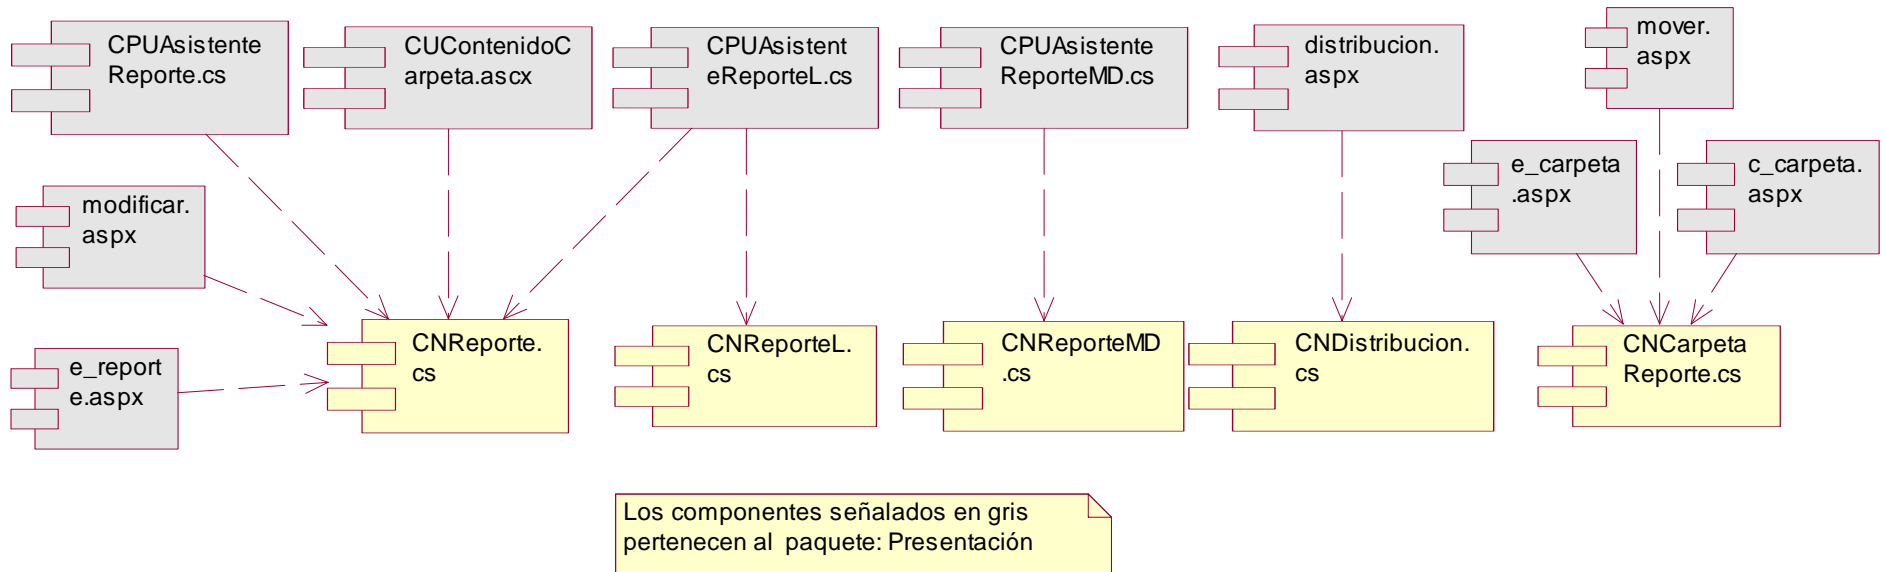 CPUAsistente
Reporte.cs
CUContenidoC
arpeta.ascx
CPUAsistent
eReporteL.cs
CPUAsistente
ReporteMD.cs
distribucion.
aspx
mover.
aspx
modificar.
aspx
e_carpeta
.aspx
c_carpeta.
aspx
e_report
e.aspx
CNReporte.
cs
CNReporteL.
cs
CNReporteMD
.cs
CNDistribucion.
cs
CNCarpeta
Reporte.cs
Los componentes señalados en gris
pertenecen al paquete: Presentación